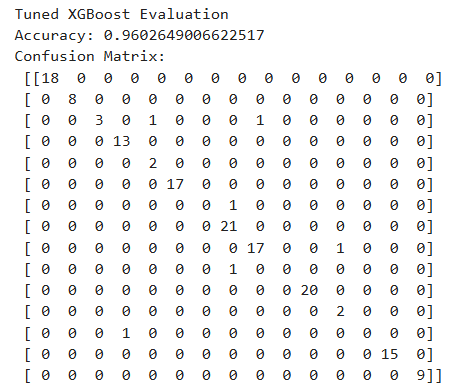 Tuned XGBoost Evaluation
Accuracy: 0.9602649006622517
Confusion Matrix:
[[18  0  0  0  0  0  0  0  0  0  0  0  0  0  0]
[ 0  8  0  0  0  0  0  0  0  0  0  0  0  0  0]
[ 0  0  3  0  1  0  0  0  1  0  0  0  0  0  0]
[ 0  0  0 13  0  0  0  0  0  0  0  0  0  0  0]
[ 0  0  0  0  2  0  0  0  0  0  0  0  0  0  0]
[ 0  0  0  0  0 17  0  0  0  0  0  0  0  0  0]
[ 0  0  0  0  0  0  0  1  0  0  0  0  0  0  0]
[ 0  0  0  0  0  0  0 21  0  0  0  0  0  0  0]
[ 0  0  0  0  0  0  0  0 17  0  0  1  0  0  0]
[ 0  0  0  0  0  0  0  1  0  0  0  0  0  0  0]
[ 0  0  0  0  0  0  0  0  0  0 20  0  0  0  0]
[ 0  0  0  0  0  0  0  0  0  0  0  2  0  0  0]
[ 0  0  0  1  0  0  0  0  0  0  0  0  0  0  0]
[ 0  0  0  0  0  0  0  0  0  0  0  0  0 15  0]
[ 0  0  0  0  0  0  0  0  0  0  0  0  0  0  9]]